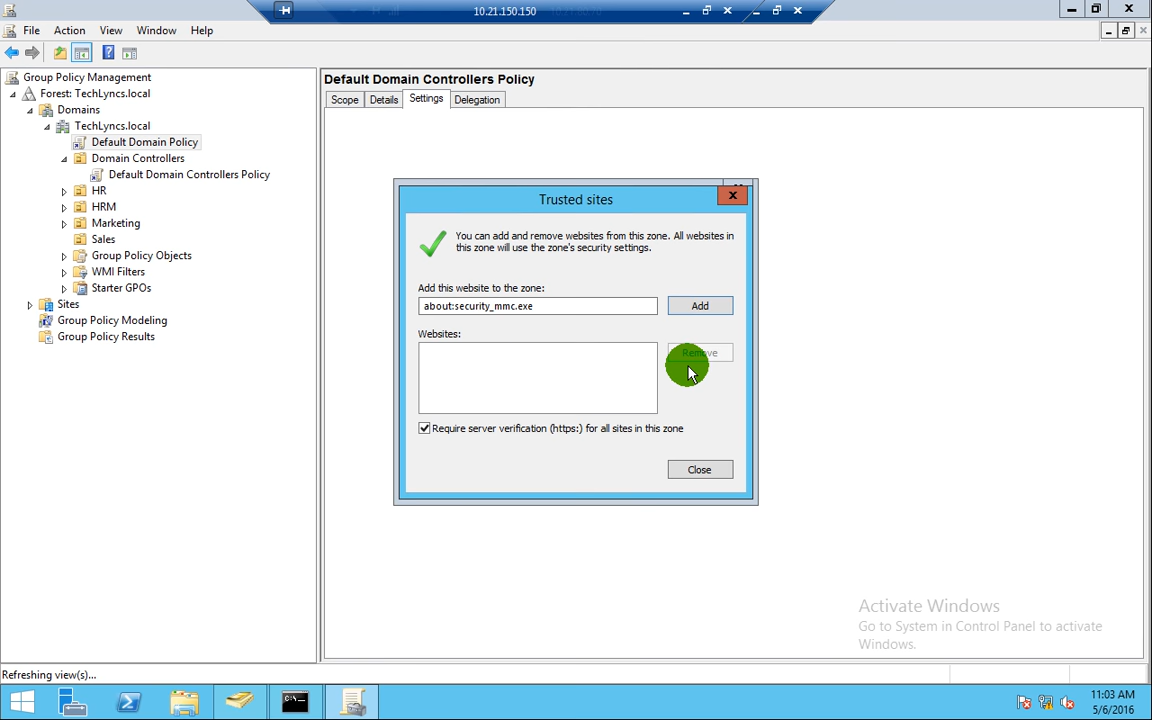 10.21.150.150
File Action View Window Help
Group Policy Management
Forest: TechLyncs.local
Domains
TechLyncs.local
Default Domain Policy
Domain Controllers
Default Domain Controllers Policy
HR
HRM
Marketing
Sales
Group Policy Objects
WMI Filters
Starter GPOs
Sites
Group Policy Modeling
Group Policy Results
Default Domain Controllers Policy
Scope Details Settings Delegation
Trusted sites
You can add and remove websites from this zone. All websites in
this zone will use the zone's security settings.
Add this website to the zone:
about:security_mmc.exe Add
Websites:
Remove
Require server verification (https:) for all sites in this zone
Close
Activate Windows
Go to System in Control Panel to activate
Windows.
Refreshing view(s)...
11:03 AM
5/6/2016